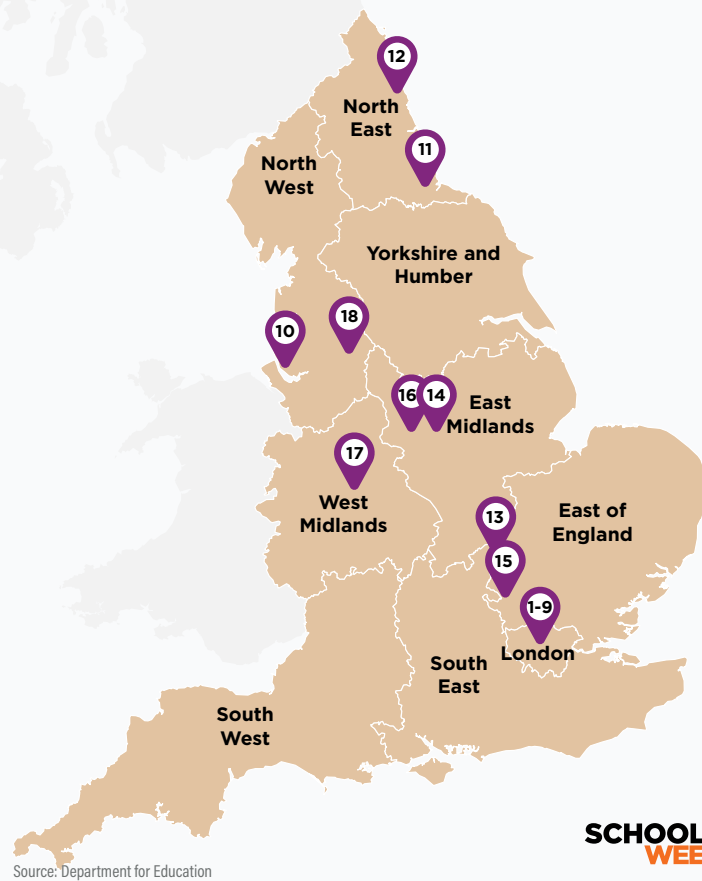 12
North
East
11
North
West
Yorkshire and
Humber
18
10
16
14
East
Midlands
17
West
Midlands
13
East of
England
15
1-9
London
South
East
South
West
SCHOOL
WEE
Source: Department for Education